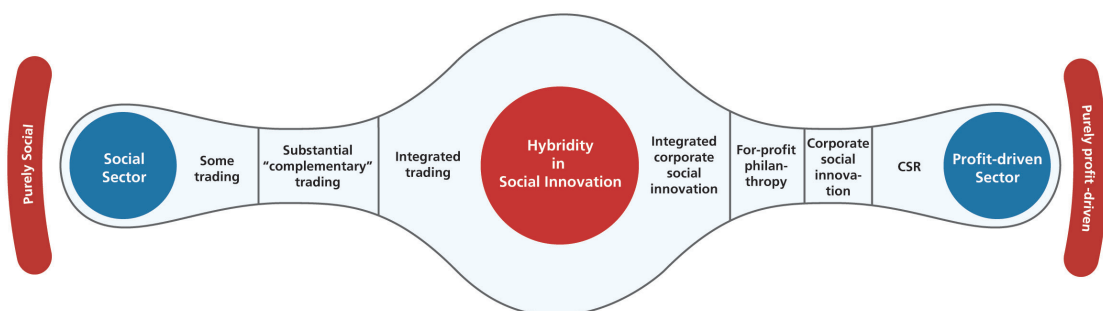 Purely Social
Social
Sector
Some
trading
Substantial
“complementary”
trading
Integrated
trading
Hybridity
in
Social Innovation
Integrated
corporate
social
innovation
For-profit
philan-
thropy
Corporate
social
innova-
tion
CSR
Profit-driven
Sector
Purely profit -driven